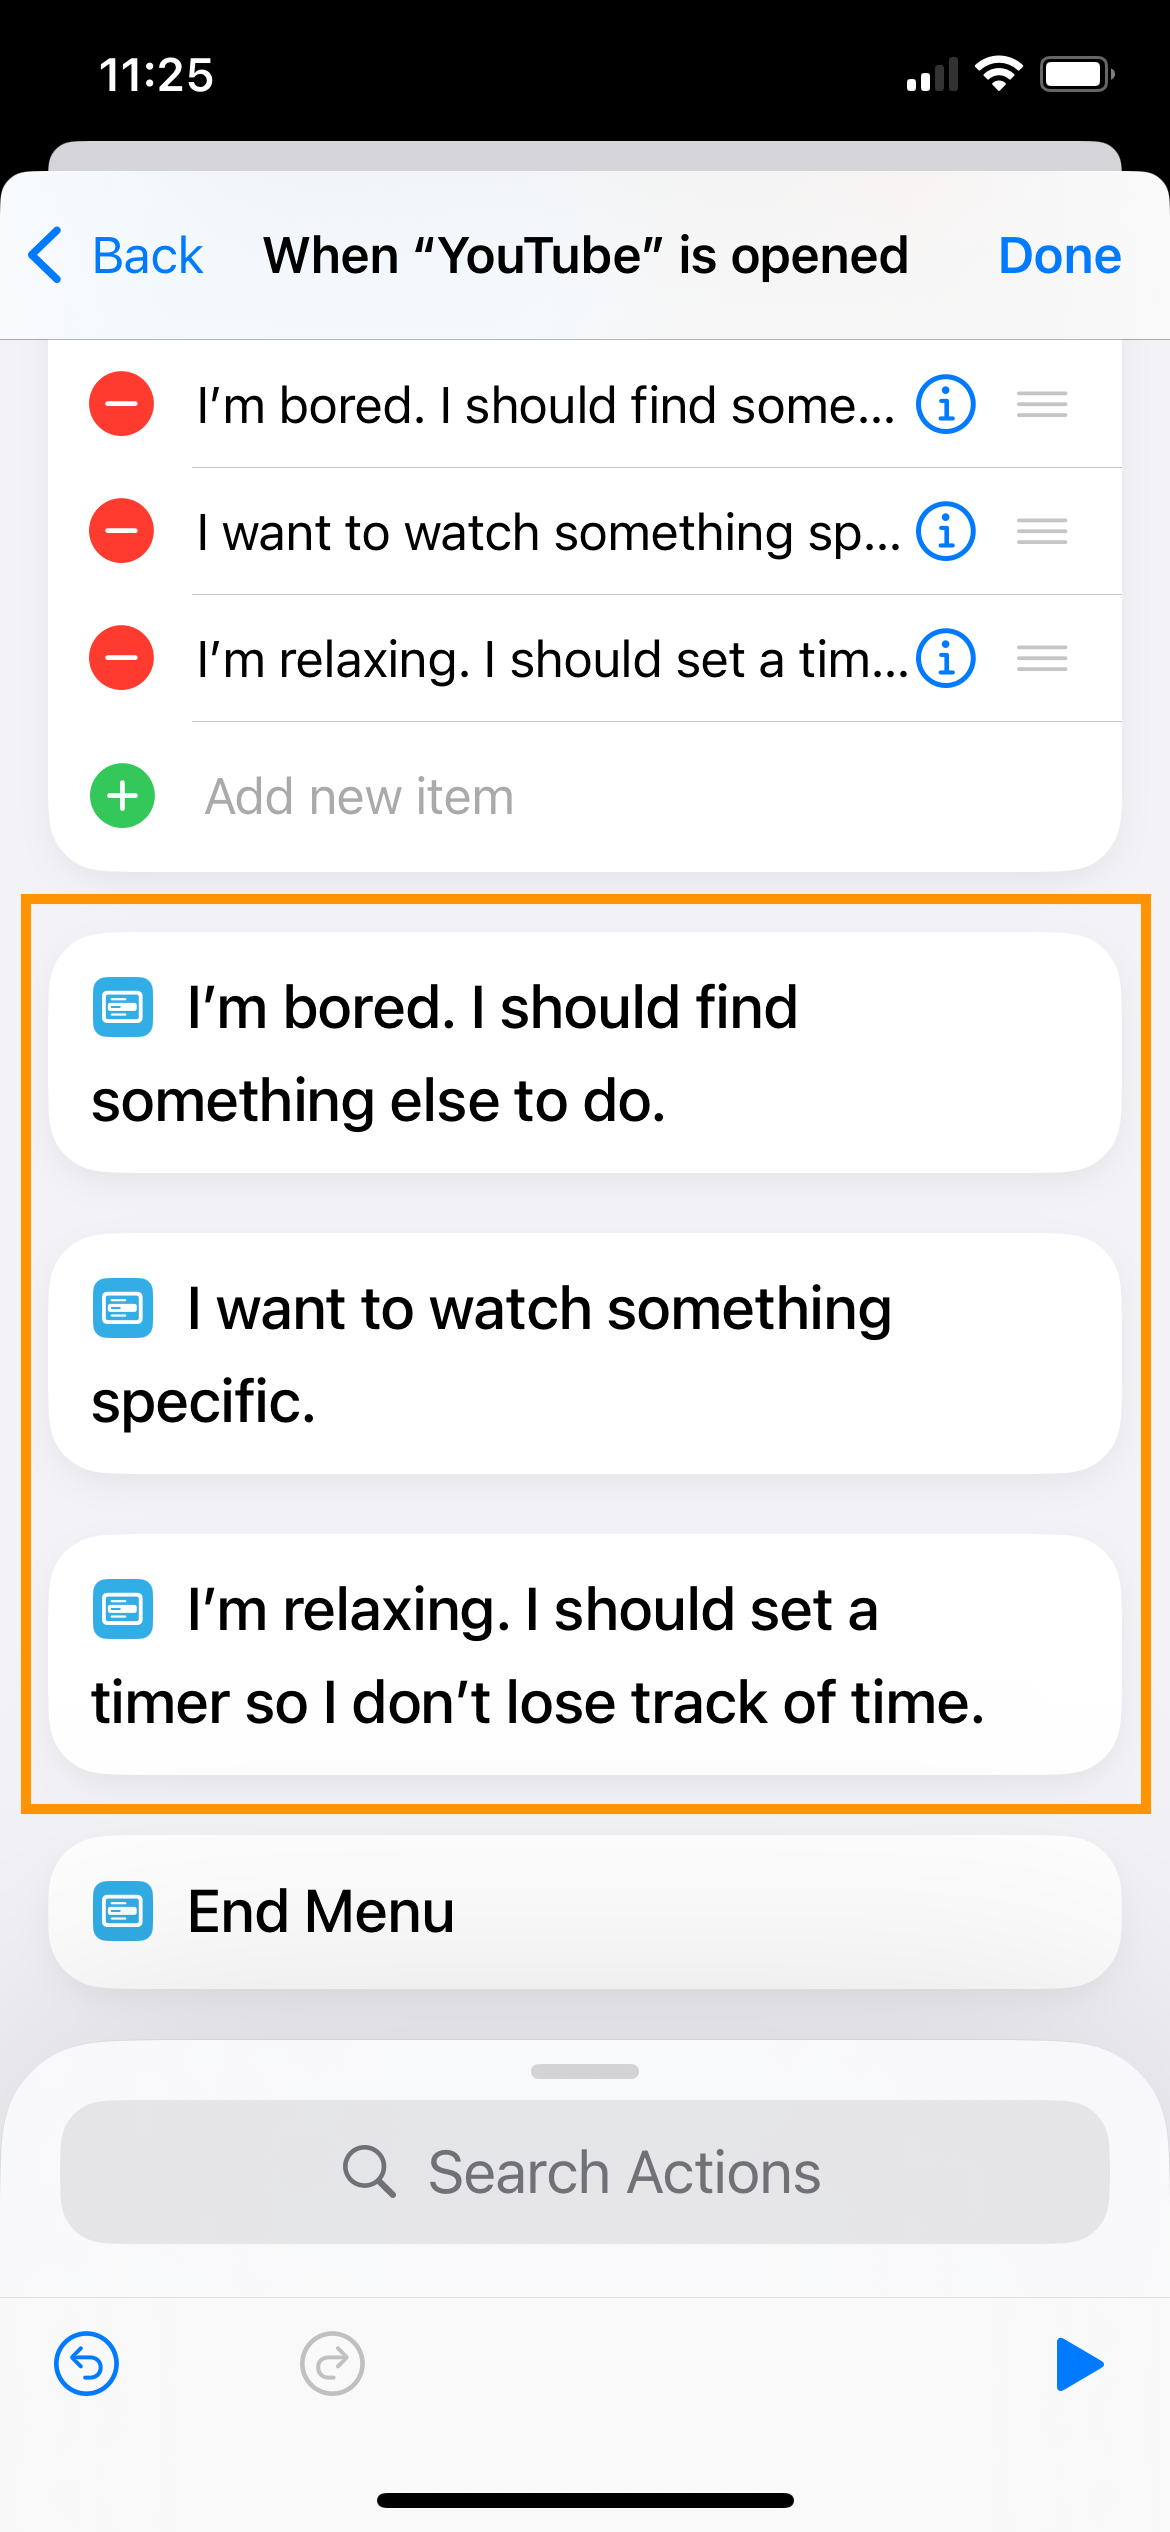 11:25
Back When “YouTube” is opened Done
I’m bored. I should find some...
I want to watch something sp...
I’m relaxing. I should set a tim...
Add new item
I’m bored. I should find
something else to do.
I want to watch something
specific.
I’m relaxing. I should set a
timer so I don’t lose track of time.
End Menu
Search Actions